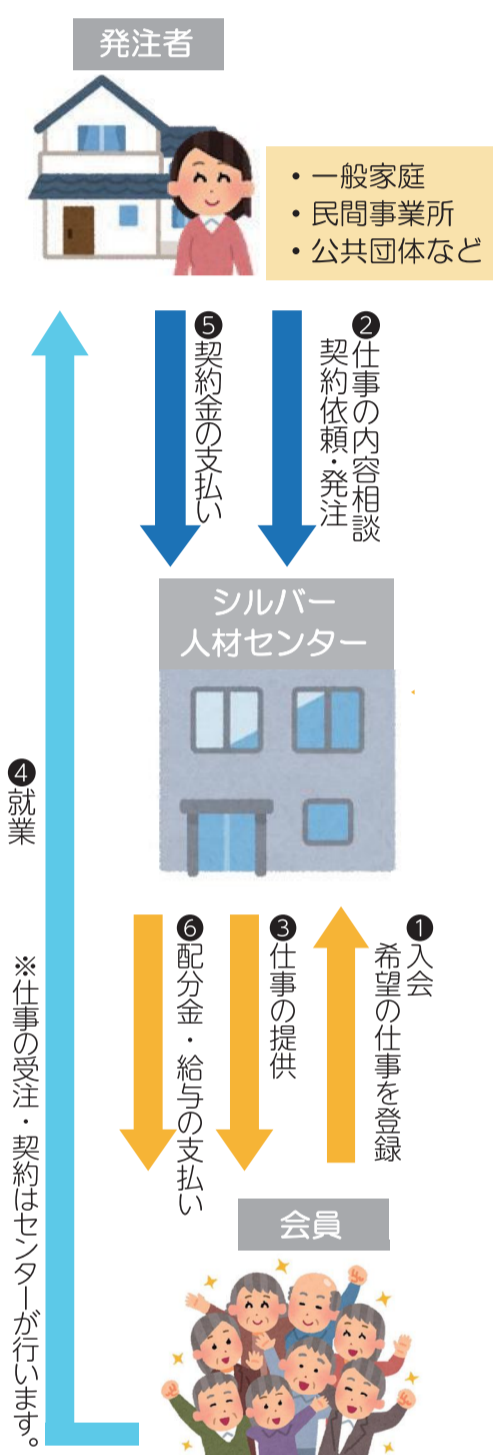 発注者
・一般家庭
・民間事業所
・公共団体など
❷仕事の内容相談
契約依頼・発注
❺契約金の支払い
シルバー
人材センター
❹就業
※仕事の受注・契約はセンターが行います。
❶入会
希望の仕事を登録
❸仕事の提供
❻配分金・給与の支払い
会員